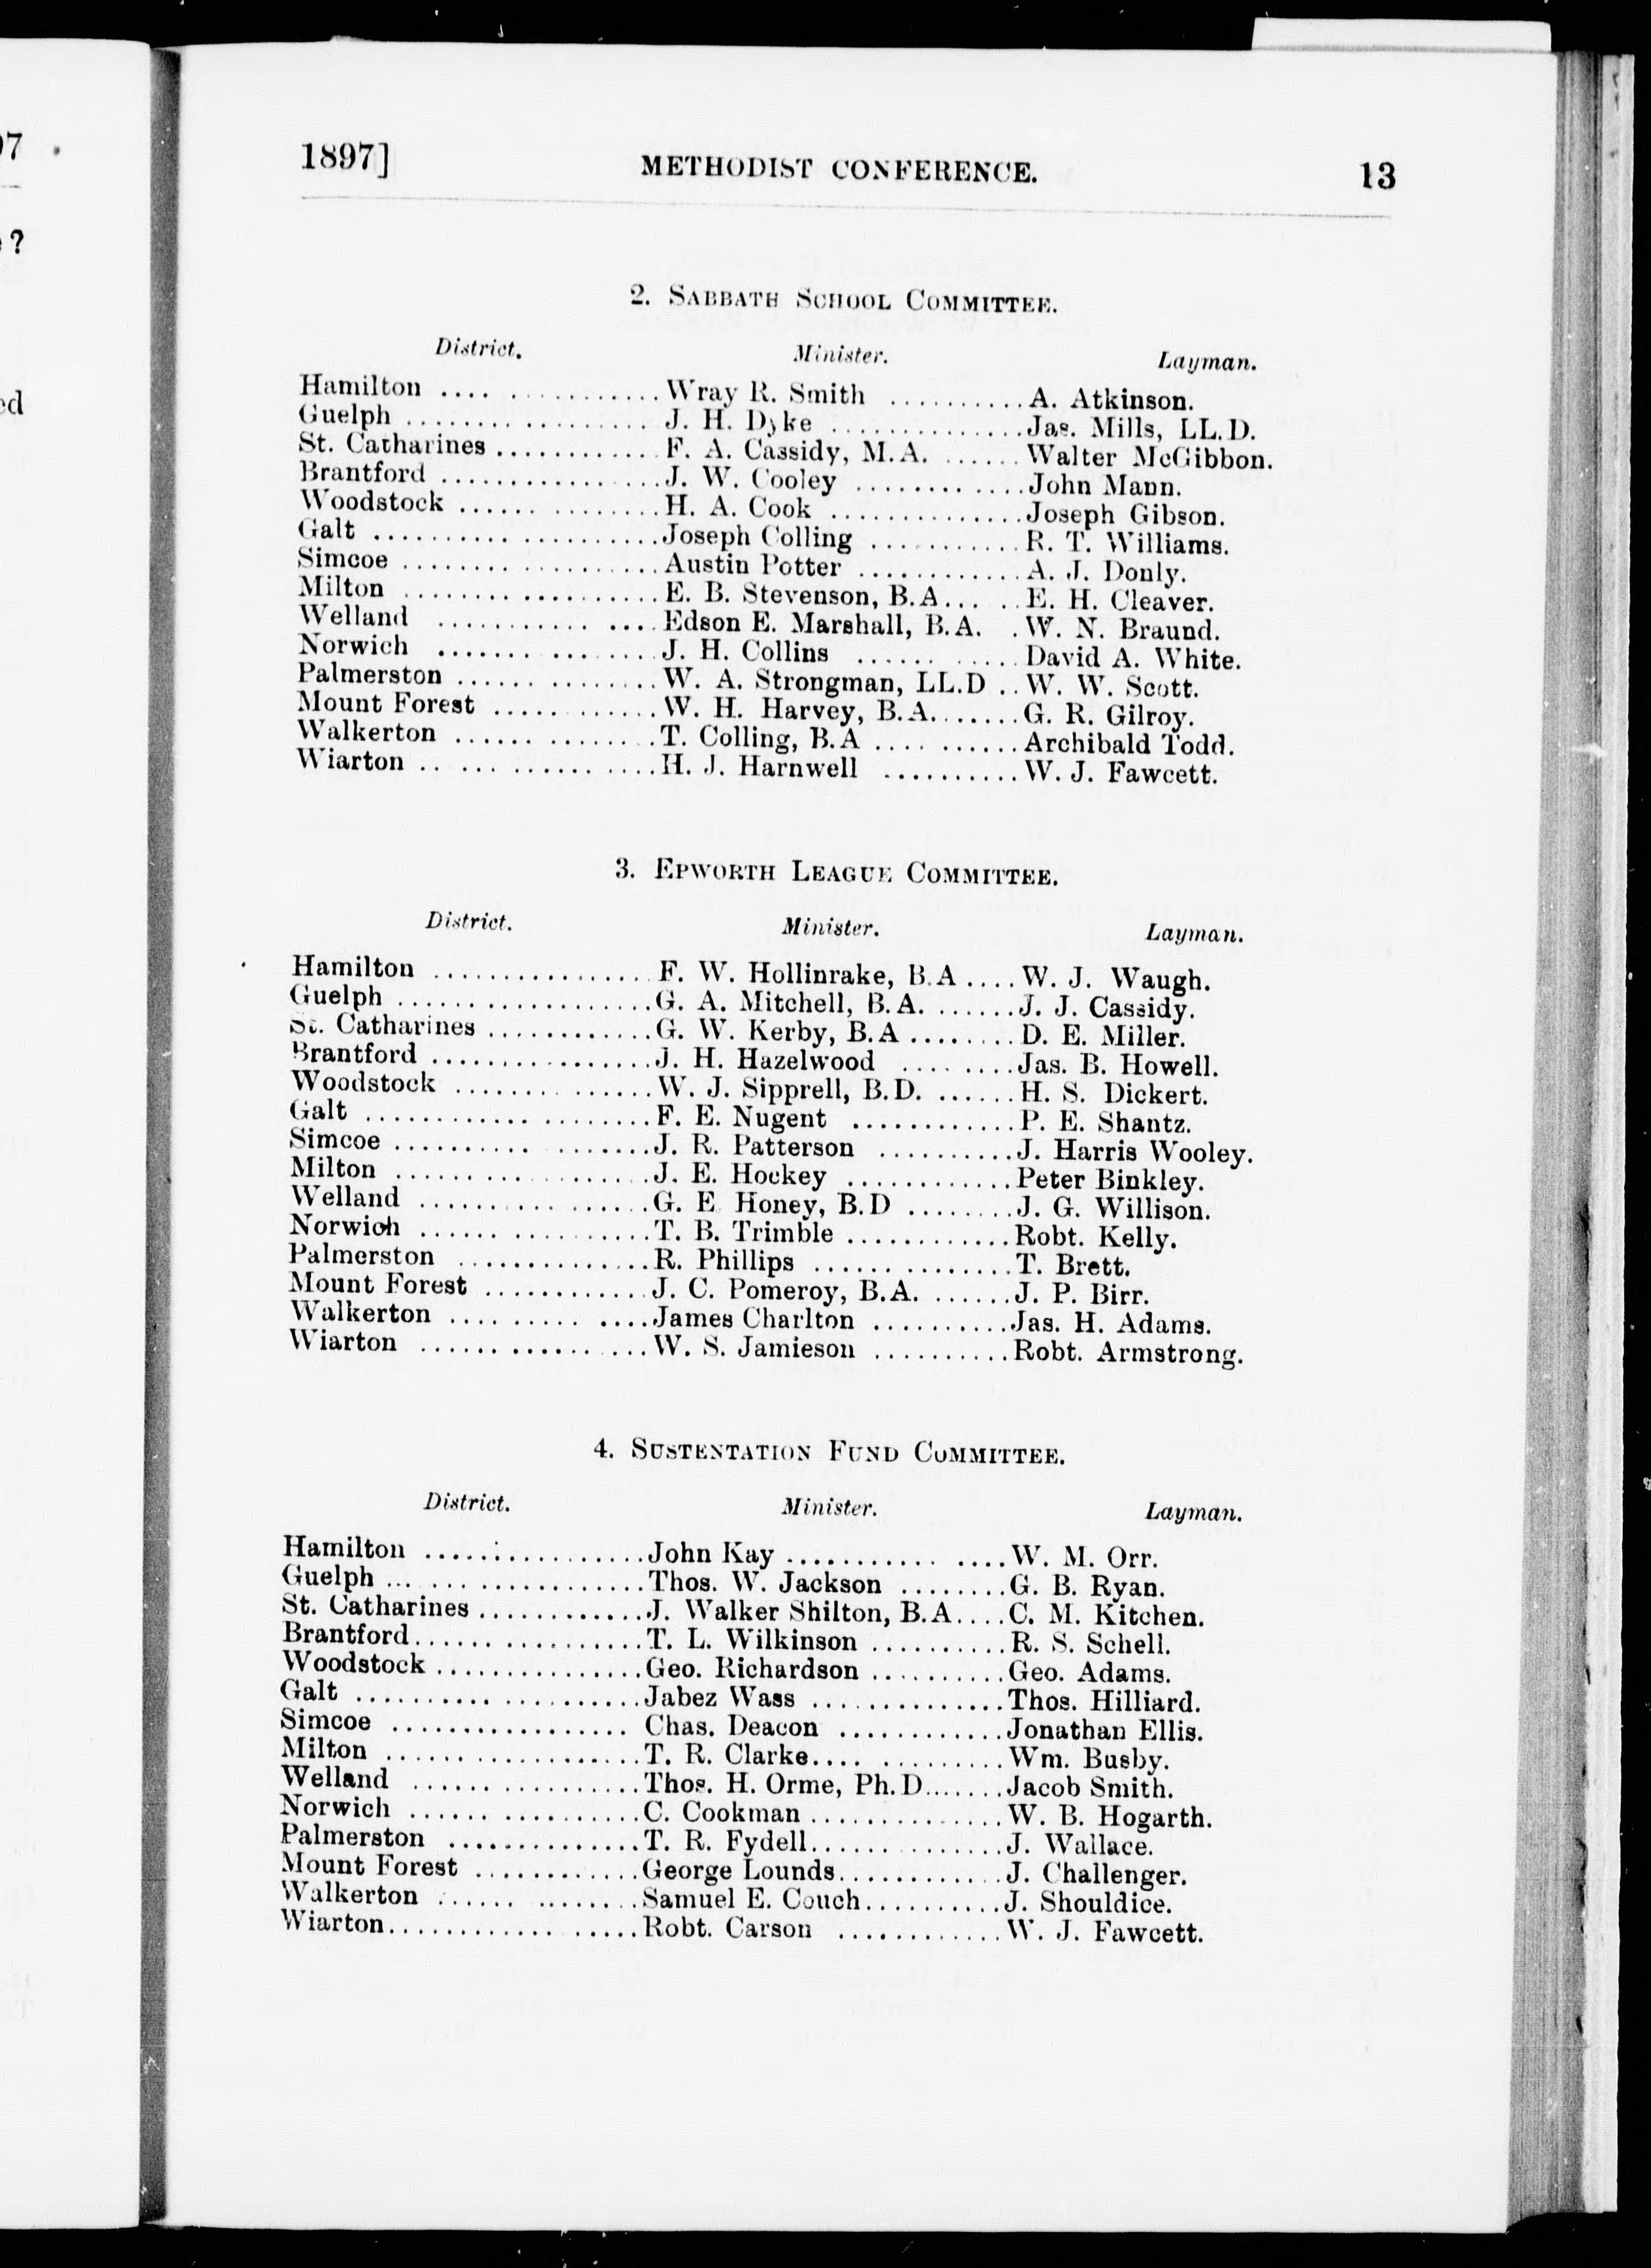 97
?
ed
1897] METHODIST CONFERENCE. 13
2. SABBATH SCHOOL COMMITTEE.
District. Minister. Layman.
Hamilton .................. Wray R. Smith .......... A. Atkinson.
Guelph ................... J. H. Dyke .............. Jas. Mills, LL.D.
St. Catharines ............ F. A. Cassidy, M.A. ...... Walter McGibbon.
Brantford ................ J. W. Cooley ............ John Mann.
Woodstock ............... H. A. Cook .............. Joseph Gibson.
Galt ..................... Joseph Colling ........... R. T. Williams.
Simcoe ................... Austin Potter ............ A. J. Donly.
Milton ................... E. B. Stevenson, B.A. .... E. H. Cleaver.
Welland ................ Edson E. Marshall, B.A. . W. N. Braund.
Norwich ................ J. H. Collins ............ David A. White.
Palmerston ............... W. A. Strongman, LL.D .. W. W. Scott.
Mount Forest ............ W. H. Harvey, B.A. ...... G. R. Gilroy.
Walkerton ............... T. Colling, B.A .......... Archibald Todd.
Wiarton ................. H. J. Harnwell .......... W. J. Fawcett.
3. EPWORTH LEAGUE COMMITTEE.
District. Minister. Layman.
Hamilton ................ F. W. Hollinrake, B.A .... W. J. Waugh.
Guelph ................... G. A. Mitchell, B.A. ...... J. J. Cassidy.
St. Catharines ............ G. W. Kerby, B.A ........ D. E. Miller.
Brantford ................ J. H. Hazelwood ........ Jas. B. Howell.
Woodstock .............. W. J. Sipprell, B.D. ...... H. S. Dickert.
Galt ..................... F. E. Nugent ............ P. E. Shantz.
Simcoe ................... J. R. Patterson .......... J. Harris Wooley.
Milton ................... J. E. Hockey ............ Peter Binkley.
Welland ................. G. E Honey, B.D ........ J. G. Willison.
Norwich ................. T. B. Trimble ............ Robt. Kelly.
Palmerston .............. R. Phillips ............... T. Brett.
Mount Forest ............ J. C. Pomeroy, B.A. ...... J. P. Birr.
Walkerton .............. James Charlton .......... Jas. H. Adams.
Wiarton ................ W. S. Jamieson .......... Robt. Armstrong.
4. SUSTENTATION FUND COMMITTEE.
District. Minister. Layman.
Hamilton ................ John Kay ............... W. M. Orr.
Guelph ................... Thos. W. Jackson ........ G. B. Ryan.
St. Catharines ............ J. Walker Shilton, B.A .... C. M. Kitchen.
Brantford ................. T. L. Wilkinson .......... R. S. Schell.
Woodstock ............... Geo. Richardson .......... Geo. Adams.
Galt ..................... Jabez Wass .............. Thos. Hilliard.
Simcoe ................. Chas. Deacon ............ Jonathan Ellis.
Milton ................... T. R. Clarke ............. Wm. Busby.
Welland ................. Thos. H. Orme, Ph.D ....... Jacob Smith.
Norwich ................. C. Cookman .............. W. B. Hogarth.
Palmerston .............. T. R. Fydell .............. J. Wallace.
Mount Forest ............ George Lounds ............ J. Challenger.
Walkerton .............. Samuel E. Couch .......... J. Shouldice.
Wiarton .................. Robt. Carson ............ W. J. Fawcett.